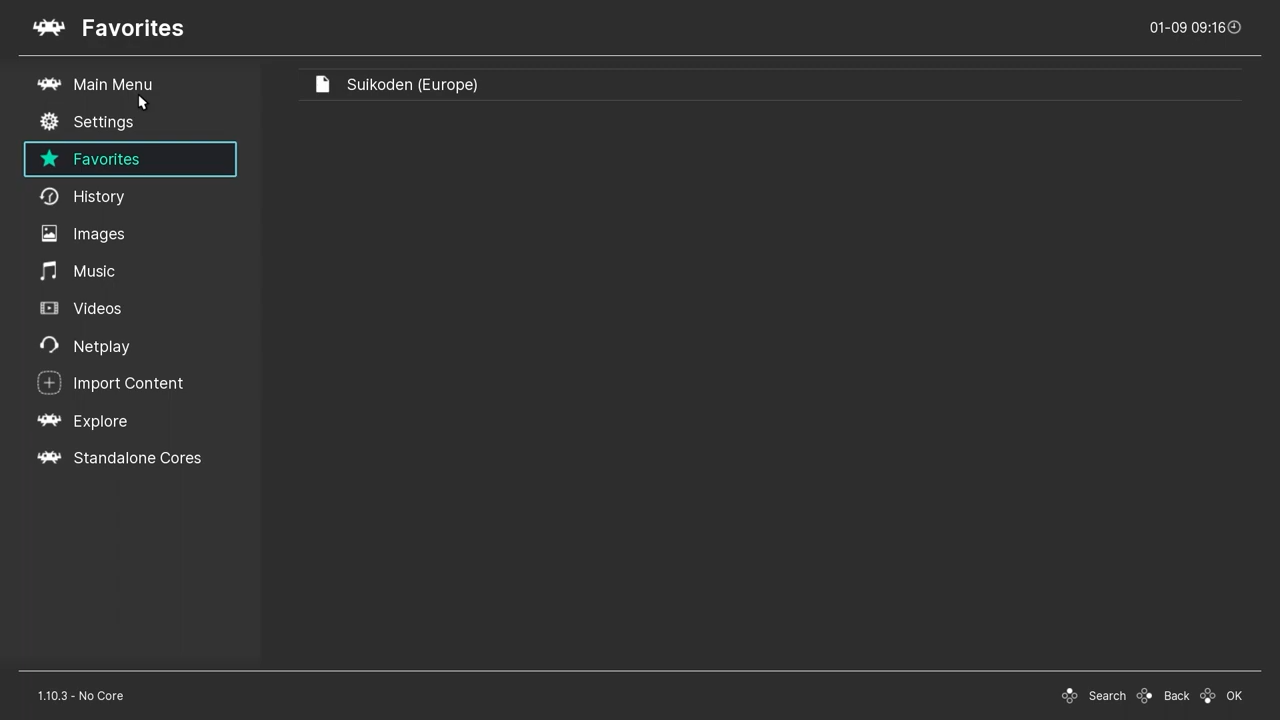 Favorites
01-09 09:16
Main Menu
Settings
Favorites
History
Images
Music
Videos
Netplay
Import Content
Explore
Standalone Cores
Suikoden (Europe)
1.10.3 - No Core
Search Back OK